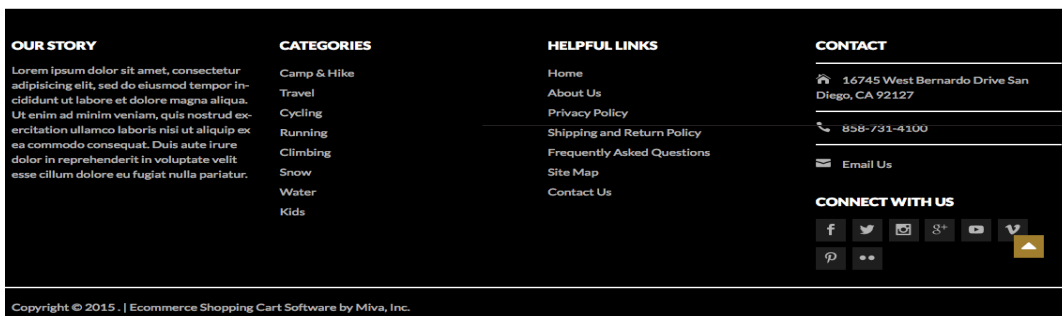 OUR STORY
Lorem ipsum dolor sit amet, consectetur
adipisicing elit, sed do eiusmod tempor in-
cididunt ut labore et dolore magna aliqua.
Ut enim ad minim veniam, quis nostrud ex-
ercitation ullamco laboris nisi ut aliquip ex
ea commodo consequat. Duis aute irure
dolor in reprehenderit in voluptate velit
esse cillum dolore eu fugiat nulla pariatur.
CATEGORIES
Camp & Hike
Travel
Cycling
Running
Climbing
Snow
Water
Kids
HELPFUL LINKS
Home
About Us
Privacy Policy
Shipping and Return Policy
Frequently Asked Questions
Site Map
Contact Us
CONTACT
16745 West Bernardo Drive San
Diego, CA 92127
858-731-4100
Email Us
CONNECT WITH US
Copyright © 2015 . | Ecommerce Shopping Cart Software by Miva, Inc.